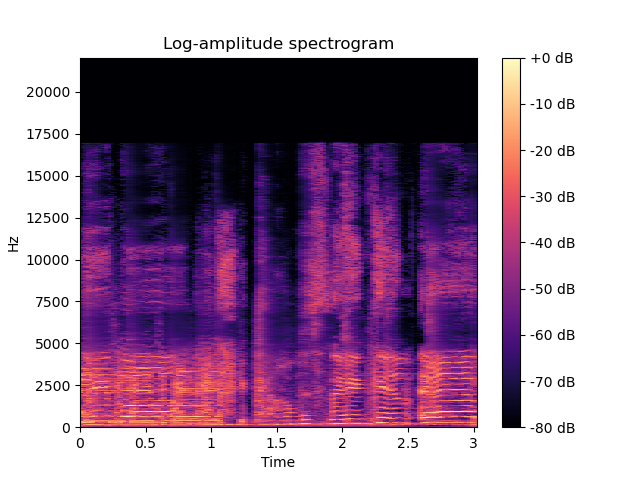 Log-amplitude spectrogram
+0 dB
20000
-10 dB
17500
-20 dB
15000
-30 dB
12500
-40 dB
Hz
10000
-50 dB
7500
-60 dB
5000
-70 dB
2500
0
-80 dB
0 0.5 1 1.5 2 2.5 3
Time